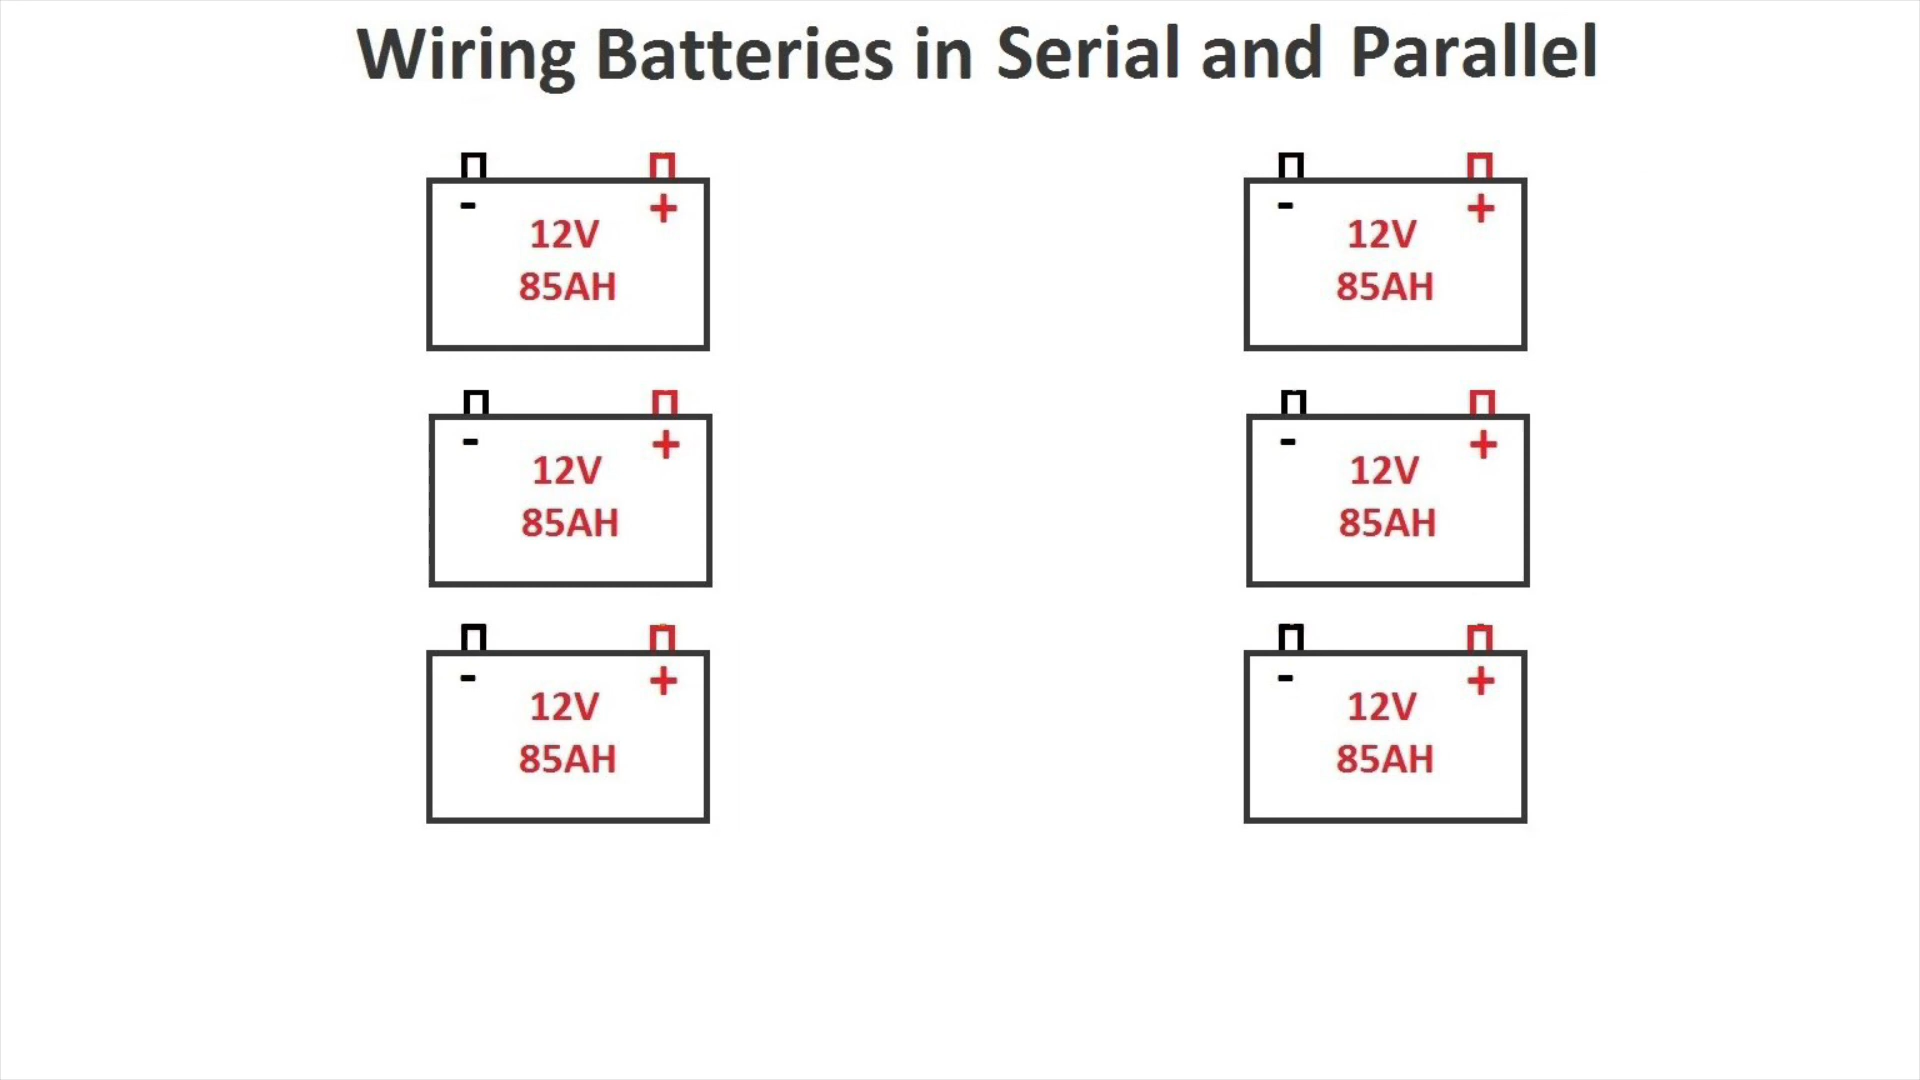 Wiring Batteries in Serial and Parallel
- +
12V
85AH
- +
12V
85AH
- +
12V
85AH
- +
12V
85AH
- +
12V
85AH
- +
12V
85AH